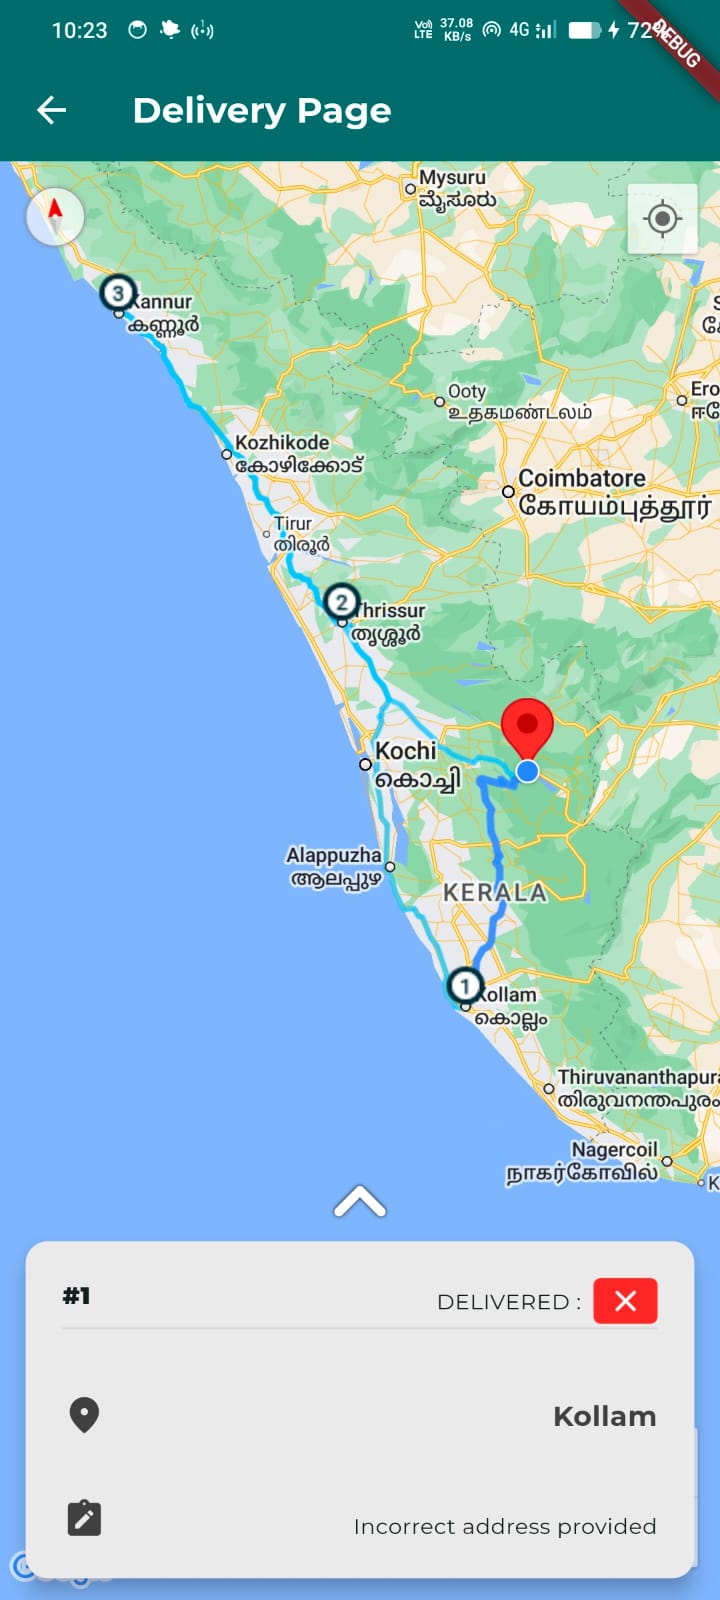 10:23
VoI) LTE 37.08 KB/s 4G 72%
DEBUG
Delivery Page
Mysuru
ಮೈಸೂರು
3
Kannur
കണ്ണൂർ
Ooty
உதகமண்டலம்
Ero
ஈரோ
Kozhikode
കോഴിക്കോട്
Coimbatore
கோயம்புத்தூர்
Tirur
തിരൂർ
2
Thrissur
തൃശ്ശൂർ
Kochi
കൊച്ചി
Alappuzha
ആലപ്പുഴ
KERALA
1
Kollam
കൊല്ലം
Thiruvananthapura
തിരുവനന്തപുരം
Nagercoil
நாகர்கோவில்
K
#1
DELIVERED :
Kollam
Incorrect address provided